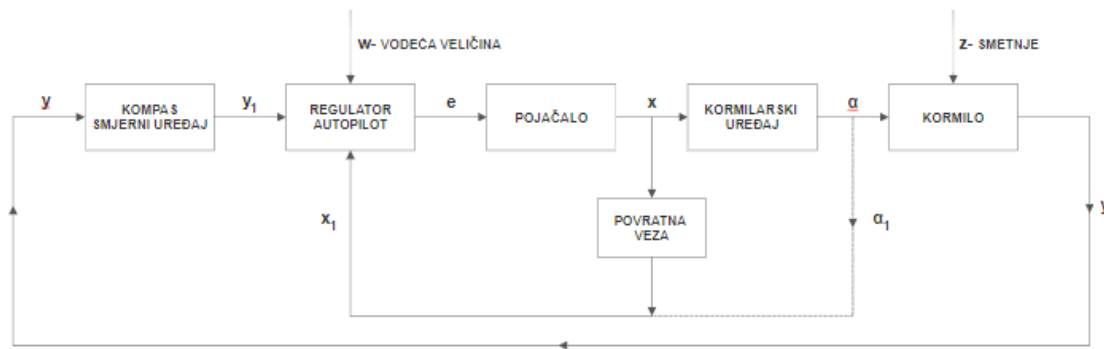 w- VODEĆA VELIČINA
z- SMETNJE
y
KOMPAS
SMJERNI UREĐAJ
y₁
REGULATOR
AUTOPILOT
e
POJAČALO
x
KORMILARSKI
UREĐAJ
α
KORMILO
x₁
POVRATNA
VEZA
α₁
y